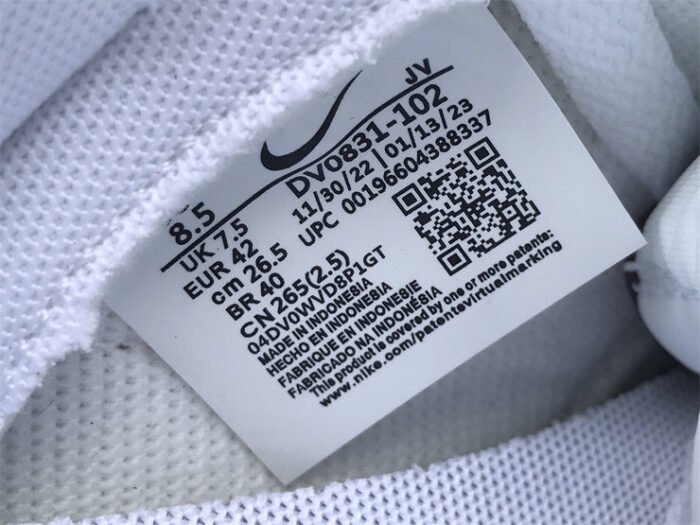 JV
8.5
DV0831-102
UK 7.5
11/30/22 | 01/13/23
EUR 42
UPC 00196604388337
cm 26.5
BR 40
CN 265(2.5)
04DV0WVD8P1GT
MADE IN INDONESIA
HECHO EN INDONESIA
FABRIQUE EN INDONESIE
FABRICADO NA INDONÉSIA
This product is covered by one or more patents:
www.nike.com/patentsvirtualmarking